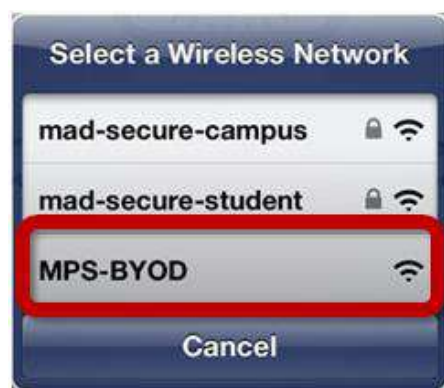 Select a Wireless Network
mad-secure-campus
mad-secure-student
MPS-BYOD
Cancel